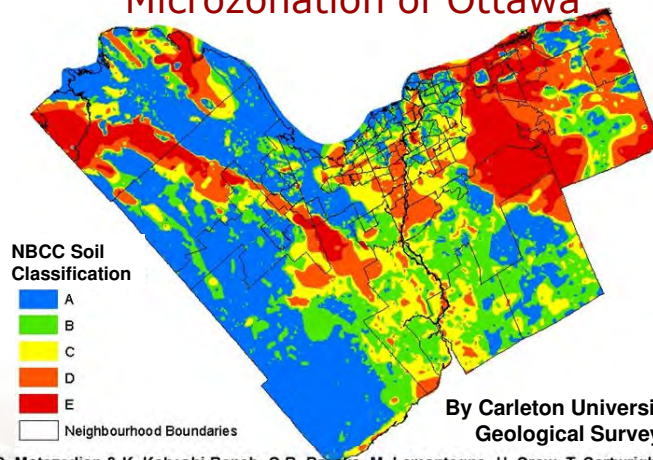 Microzonation of Ottawa
NBCC Soil
Classification
A
B
C
D
E
Neighbourhood Boundaries
By Carleton Universi
Geological Survey